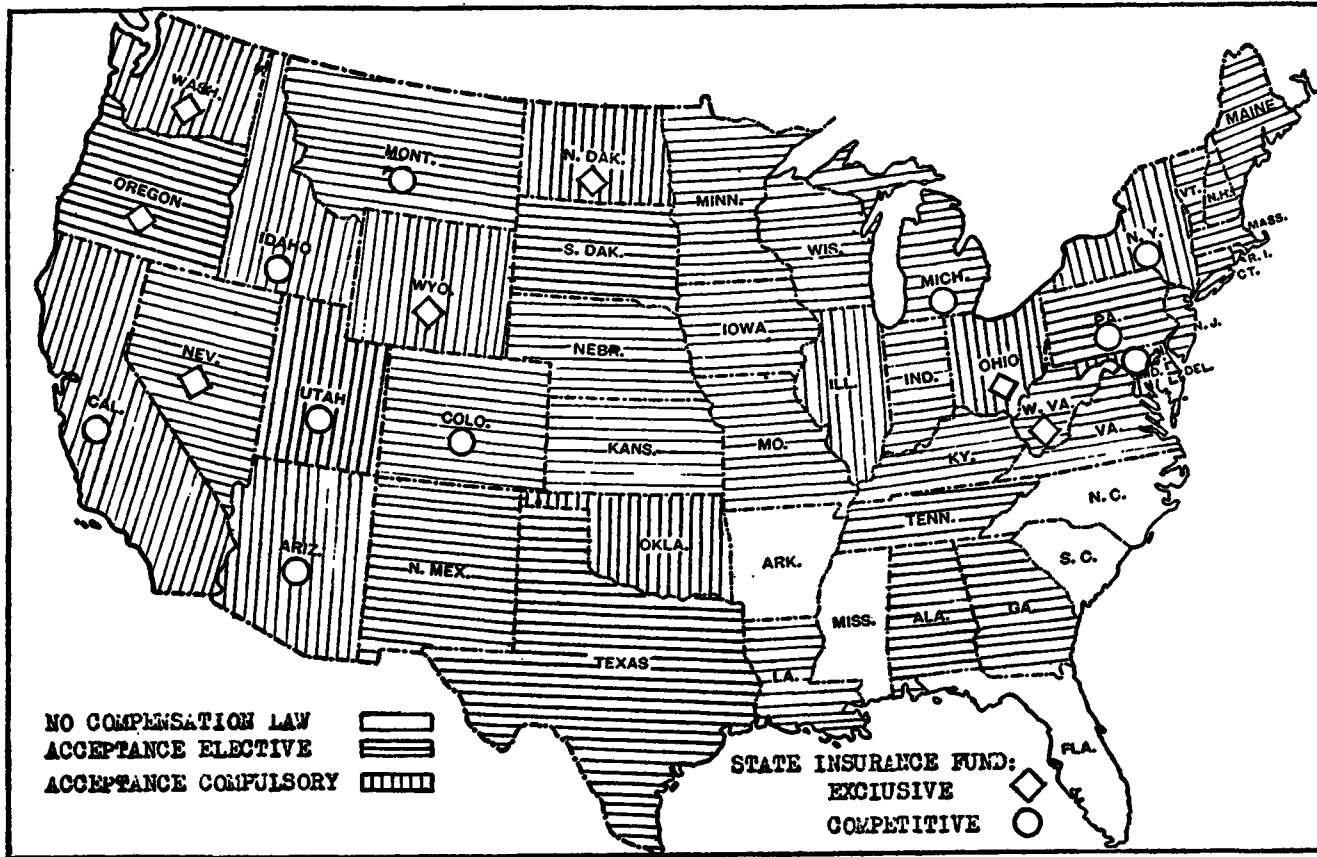 WASH.
MONT.
N. DAK.
MINN.
MAINE
OREGON
IDAHO
WYO.
S. DAK.
WIS.
MICH.
VT.
N.H.
N. Y.
MASS.
R. I.
CT.
NEV.
UTAH
COLO.
NEBR.
IOWA
ILL.
IND.
OHIO
PA.
N. J.
DEL.
CAL.
KANS.
MO.
KY.
W. VA.
VA.
ARIZ.
N. MEX.
OKLA.
ARK.
TENN.
N. C.
S. C.
TEXAS
LA.
MISS.
ALA.
GA.
FLA.
NO COMPENSATION LAW
ACCEPTANCE ELECTIVE
ACCEPTANCE COMPULSORY
STATE INSURANCE FUND:
EXCIUSIVE
COMPETITIVE